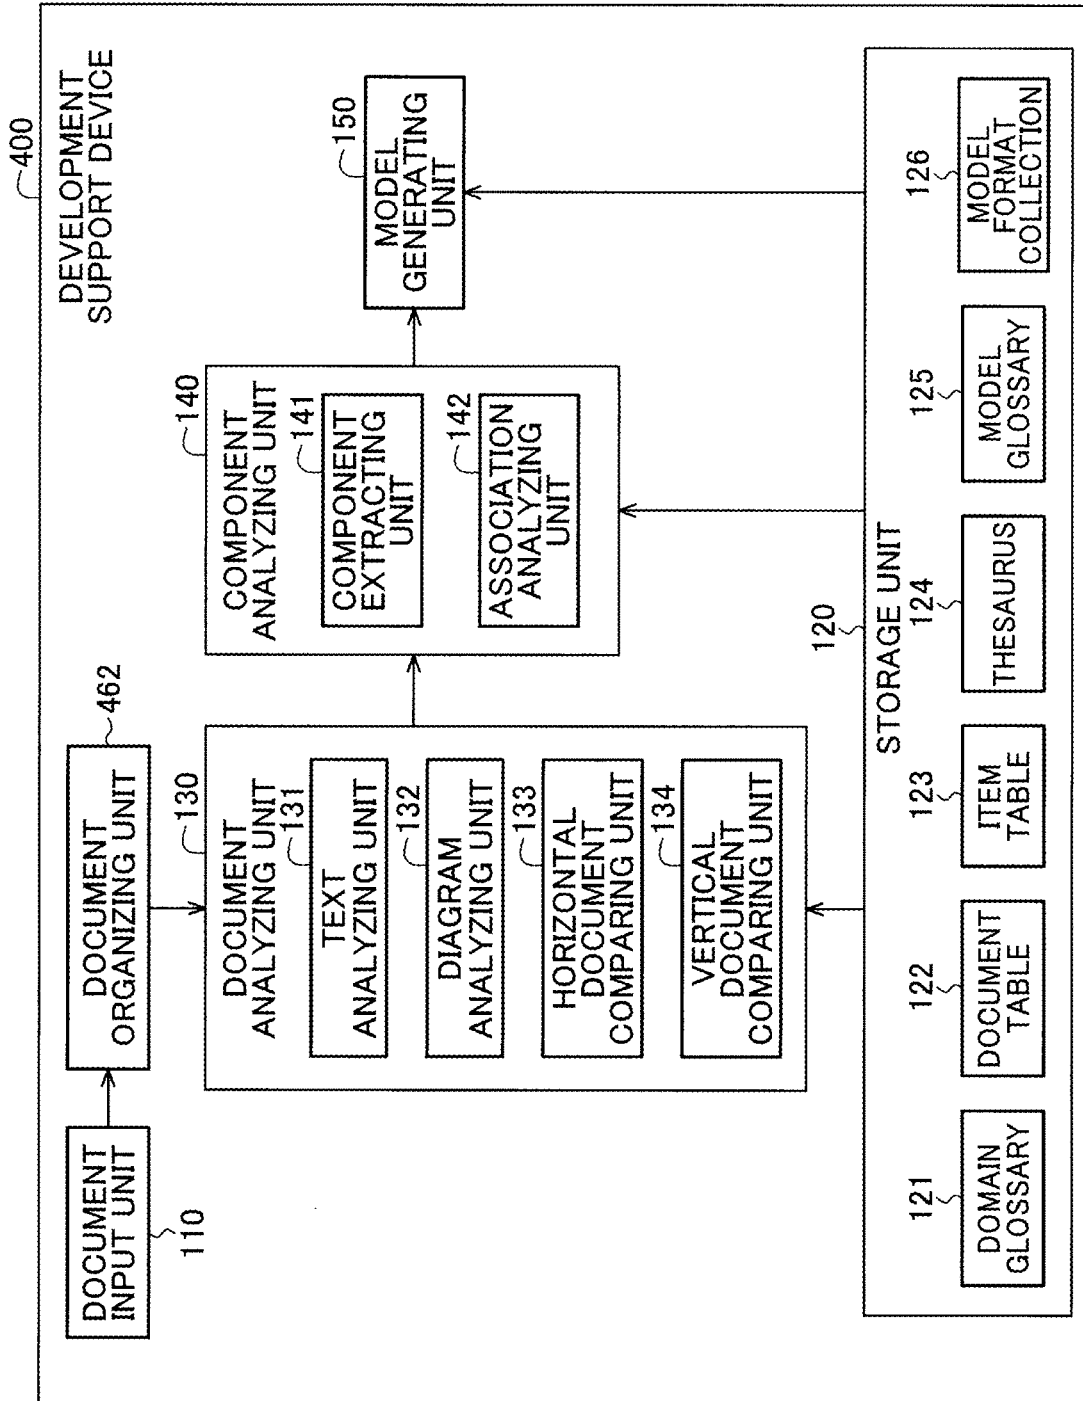 400
DEVELOPMENT
SUPPORT DEVICE
DOCUMENT
INPUT UNIT
110
DOCUMENT
ORGANIZING UNIT
462
130
DOCUMENT
ANALYZING UNIT
131
TEXT
ANALYZING UNIT
132
DIAGRAM
ANALYZING UNIT
133
HORIZONTAL
DOCUMENT
COMPARING UNIT
134
VERTICAL
DOCUMENT
COMPARING UNIT
140
COMPONENT
ANALYZING UNIT
141
COMPONENT
EXTRACTING
UNIT
142
ASSOCIATION
ANALYZING
UNIT
150
MODEL
GENERATING
UNIT
120
STORAGE UNIT
121
DOMAIN
GLOSSARY
122
DOCUMENT
TABLE
123
ITEM
TABLE
124
THESAURUS
125
MODEL
GLOSSARY
126
MODEL
FORMAT
COLLECTION